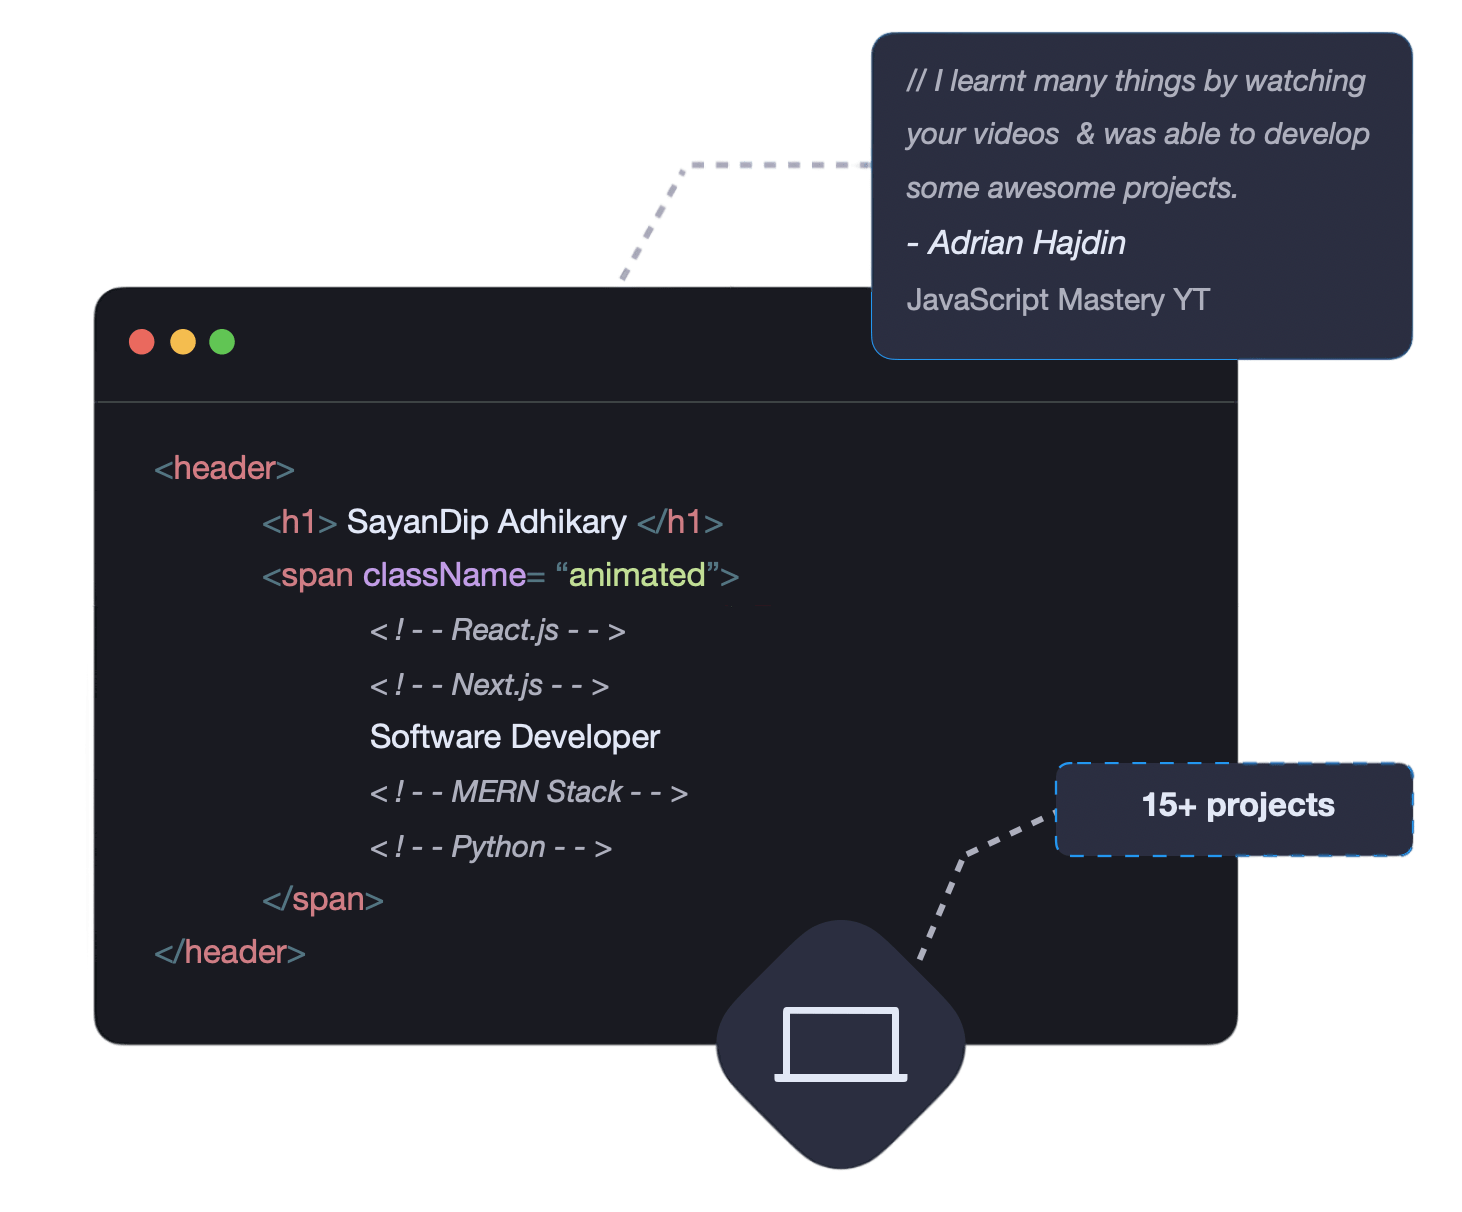 // I learnt many things by watching
your videos  & was able to develop
some awesome projects.
- Adrian Hajdin
JavaScript Mastery YT
<header>
<h1> SayanDip Adhikary </h1>
<span className= “animated”>
< ! - - React.js - - >
< ! - - Next.js - - >
Software Developer
< ! - - MERN Stack - - >
< ! - - Python - - >
</span>
</header>
15+ projects